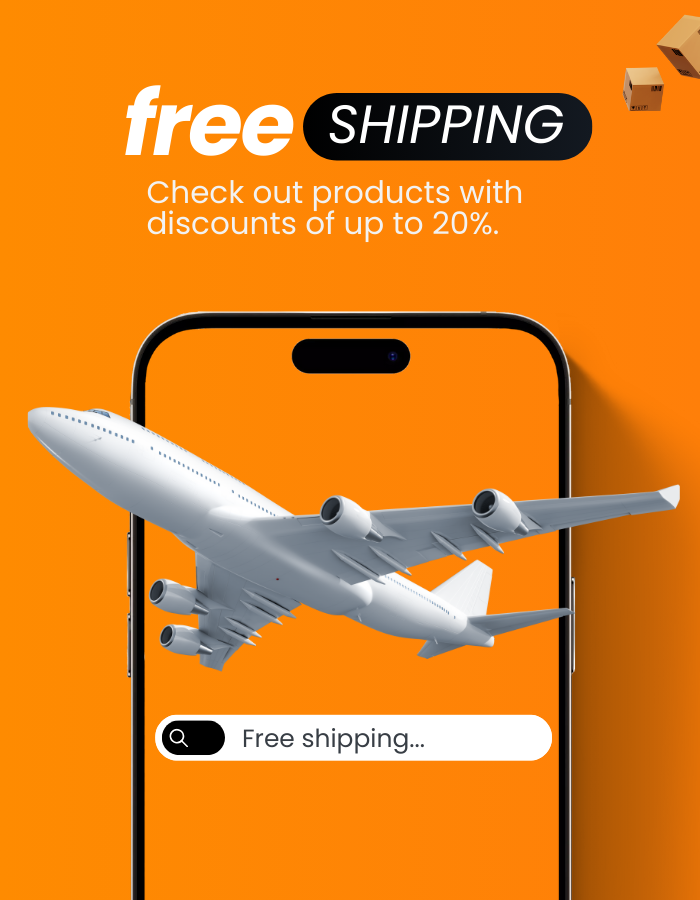 free SHIPPING
Check out products with
discounts of up to 20%.
Free shipping...